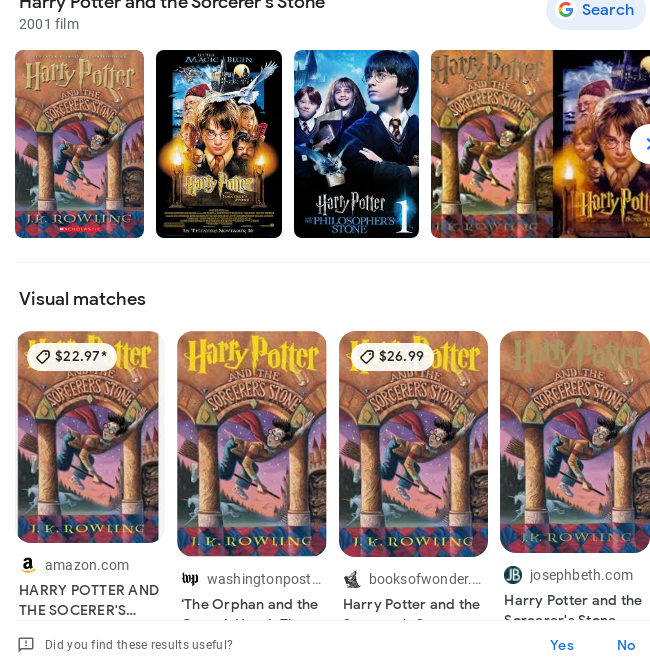 Harry Potter and the Sorcerer's Stone
2001 film
Search
Harry Potter
AND THE
SORCERER'S STONE
J.K. ROWLING
SCHOLASTIC
LET THE
MAGIC BEGIN
Harry Potter
IN THEATERS NOVEMBER 16
Harry Potter
AND THE
PHILOSOPHER'S
STONE
1
Harry Potter
AND THE
SORCERER'S STONE
J.K. ROWLING
Harry Pott
Visual matches
$22.97*
Harry Potter
AND THE
SORCERER'S STONE
J.K. ROWLING
amazon.com
HARRY POTTER AND
THE SOCERER'S...
Harry Potter
AND THE
SORCERER'S STONE
J.K. ROWLING
wp
washingtonpost...
'The Orphan and the
$26.99
Harry Potter
AND THE
SORCERER'S STONE
J.K. ROWLING
booksofwonder....
Harry Potter and the
Harry Potter
AND THE
SORCERER'S STONE
J.K. ROWLING
JB
josephbeth.com
Harry Potter and the
Sorcerer's Stone
Did you find these results useful?
Yes
No